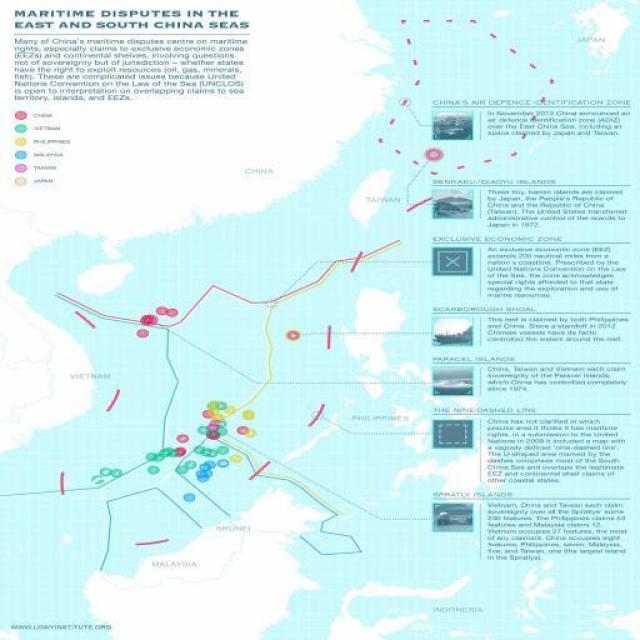 MARITIME DISPUTES IN THE
EAST AND SOUTH CHINA SEAS
Many of China's maritime disputes centre on maritime
rights, especially claims to exclusive economic zones
(EEZs) and continental shelves, involving questions
not of sovereignty but of jurisdiction – whether states
have the right to exploit resources (oil, gas, minerals,
fish). These are complicated issues because United
Nations Convention on the Law of the Sea (UNCLOS)
is open to interpretation on overlapping claims to sea
territory, islands, and EEZs.
CHINA
VIETNAM
PHILIPPINES
MALAYSIA
TAIWAN
JAPAN
JAPAN
CHINA
TAIWAN
VIETNAM
PHILIPPINES
BRUNEI
MALAYSIA
INDONESIA
CHINA'S AIR DEFENCE IDENTIFICATION ZONE
In November 2013 China announced an
air defence identification zone (ADIZ)
over the East China Sea, including air
space claimed by Japan and Taiwan.
SENKAKU/DIAOYU ISLANDS
These tiny, barren islands are claimed
by Japan, the People's Republic of
China and the Republic of China
(Taiwan). The United States transferred
administrative control of the islands to
Japan in 1972.
EXCLUSIVE ECONOMIC ZONE
An exclusive economic zone (EEZ)
extends 200 nautical miles from a
nation's coastline. Prescribed by the
United Nations Convention on the Law
of the Sea, the zone acknowledges
special rights afforded to that state
regarding the exploration and use of
marine resources.
SCARBOROUGH SHOAL
This reef is claimed by both Philippines
and China. Since a standoff in 2012
Chinese Vessels have effectively
controlled the waters around the reef.
PARACEL ISLANDS
China, Taiwan and Vietnam each claim
sovereignty of the Paracel Islands,
which China has controlled completely
since 1974.
THE NINE-DASHED LINE
China has not clarified in which
precise area it thinks it has maritime
rights. In a submission to the United
Nations in 2009 it included a map with
a vaguely defined 'nine-dashed line'.
The U-shaped area marked by the
dashes comprises most of the South
China Sea and overlaps the legitimate
EEZ and continental shelf claims of
other coastal states.
SPRATLY ISLANDS
Vietnam, China and Taiwan each claim
sovereignty over all the Spratlys' some
230 features. The Philippines claims 53
features and Malaysia claims 12.
Vietnam occupies 27 features, the most
of any claimant. China occupies eight
features, Philippines, seven, Malaysia,
five, and Taiwan, one (the largest island
in the Spratlys).
WWW.LOWYINSTITUTE.ORG